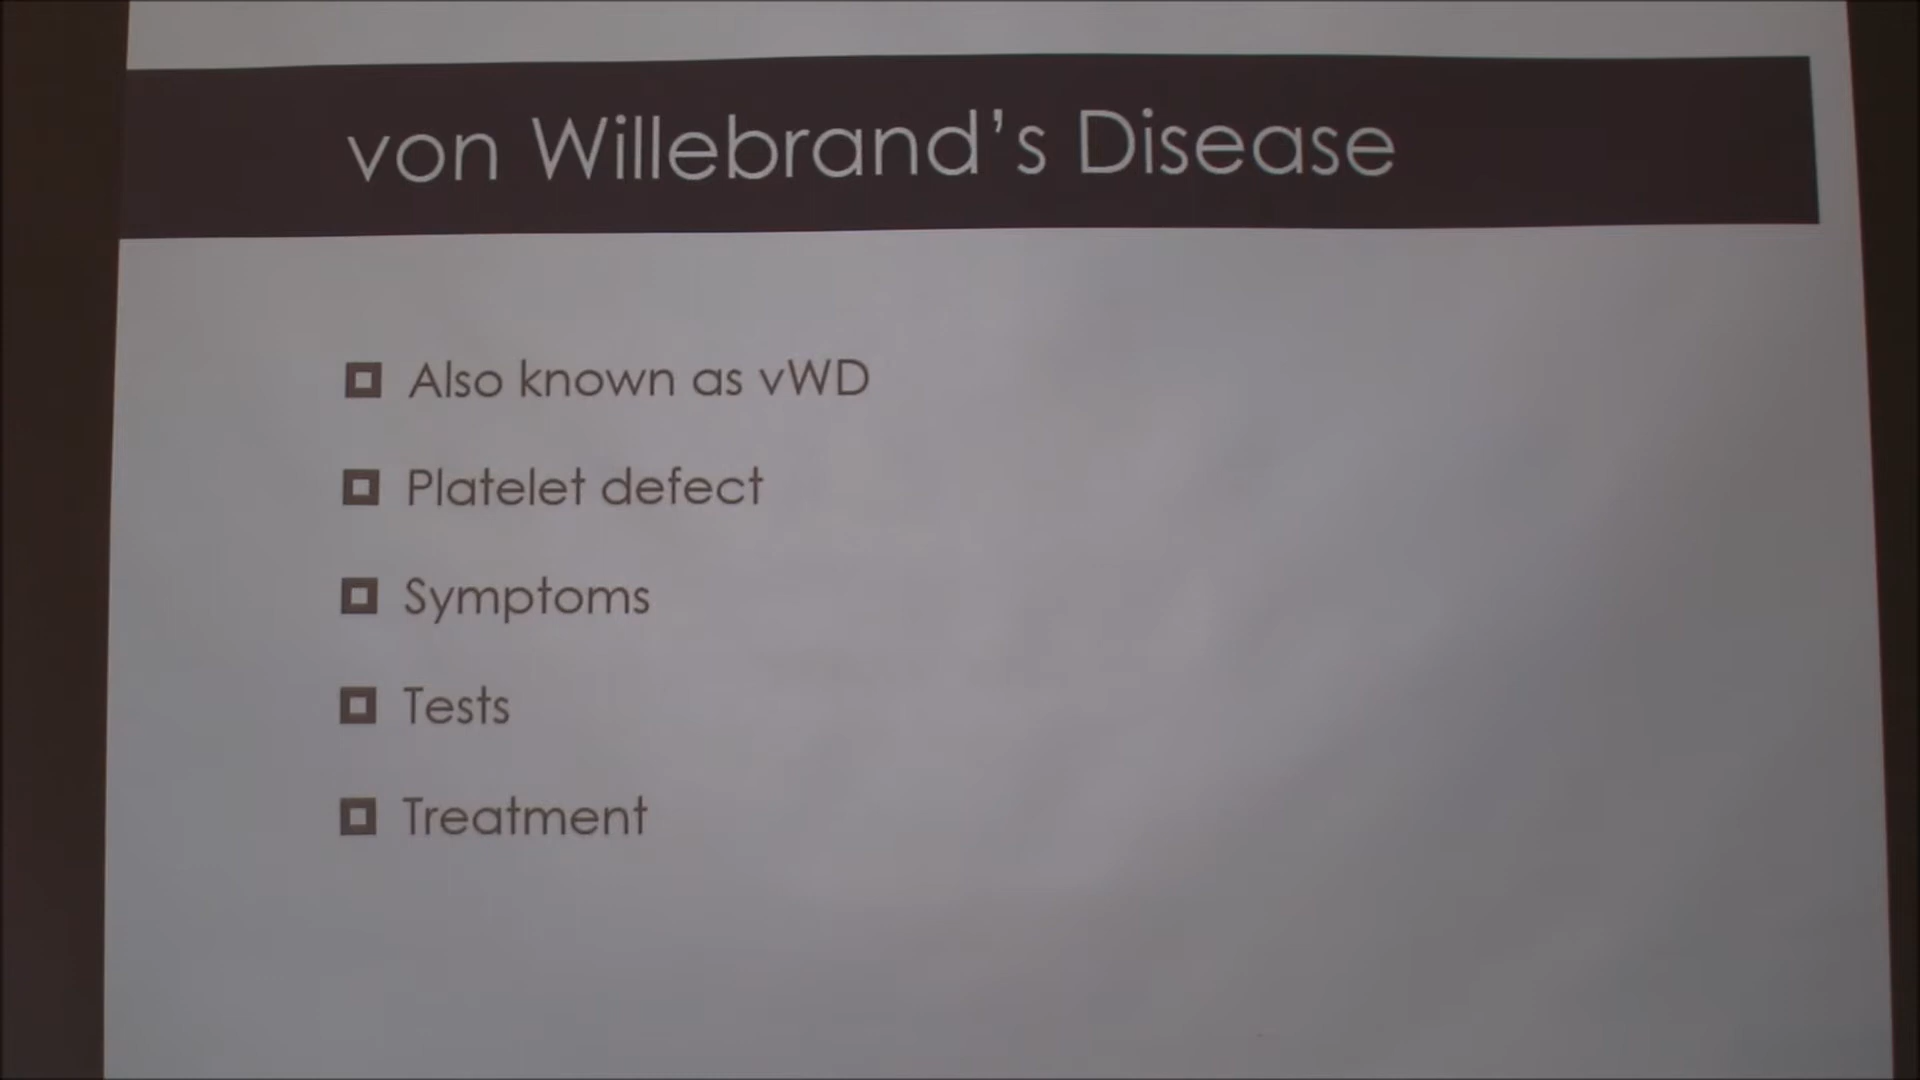 von Willebrand's Disease
Also known as vWD
Platelet defect
Symptoms
Tests
Treatment